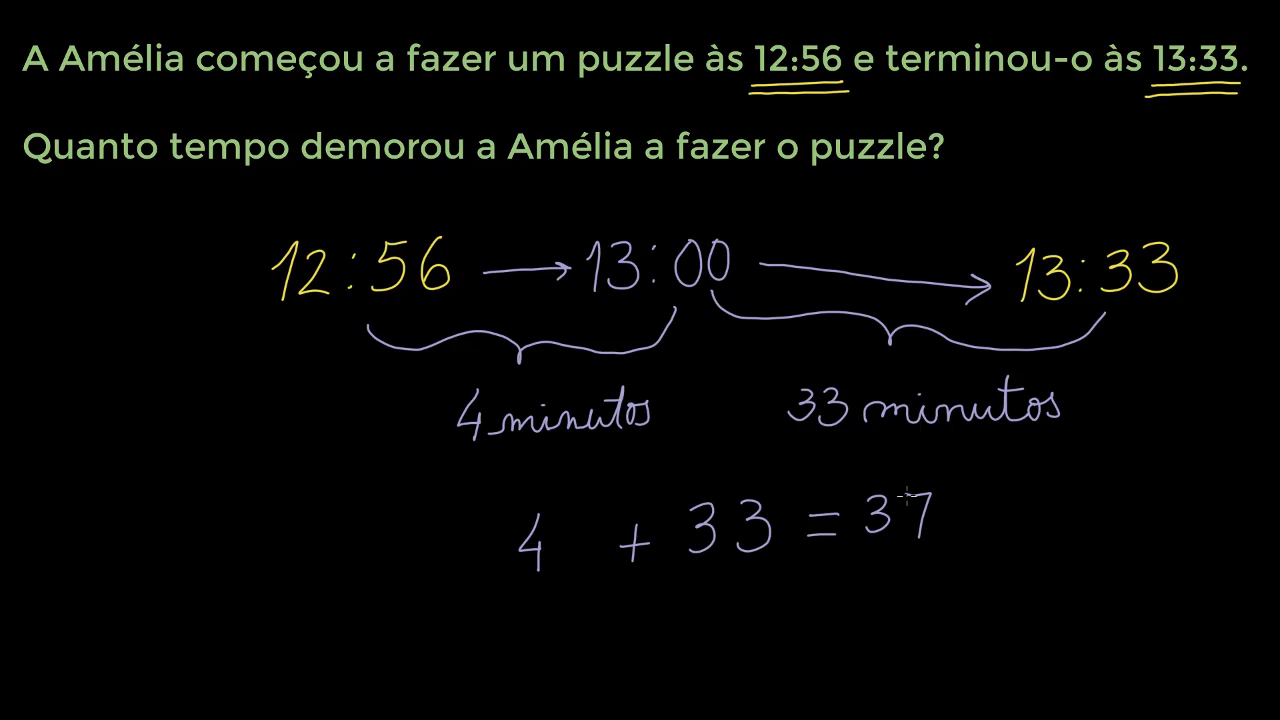 A Amélia começou a fazer um puzzle às 12:56 e terminou-o às 13:33.
Quanto tempo demorou a Amélia a fazer o puzzle?
12:56 → 13:00 → 13:33
4 minutos 33 minutos
4 + 33 = 37